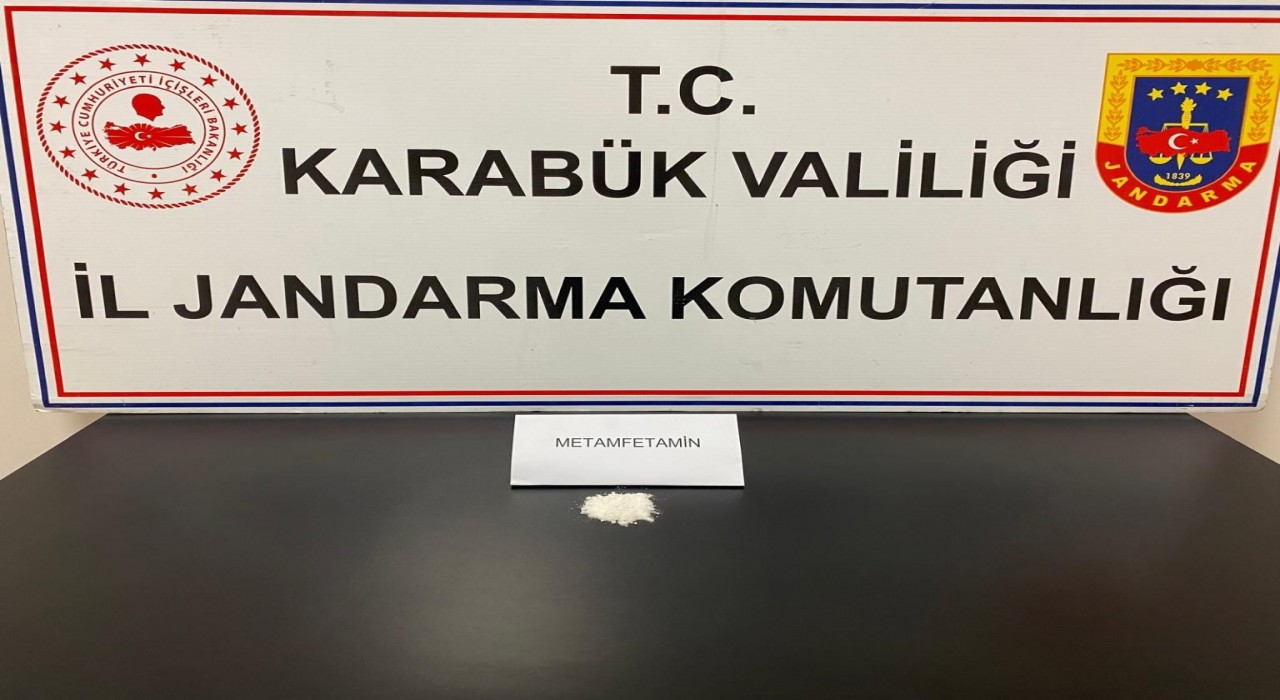 T.C.
KARABÜK VALİLİĞİ
İL JANDARMA KOMUTANLIĞI
TÜRKİYE CUMHURİYETİ İÇİŞLERİ BAKANLIĞI
1839
JANDARMA
METAMFETAMİN